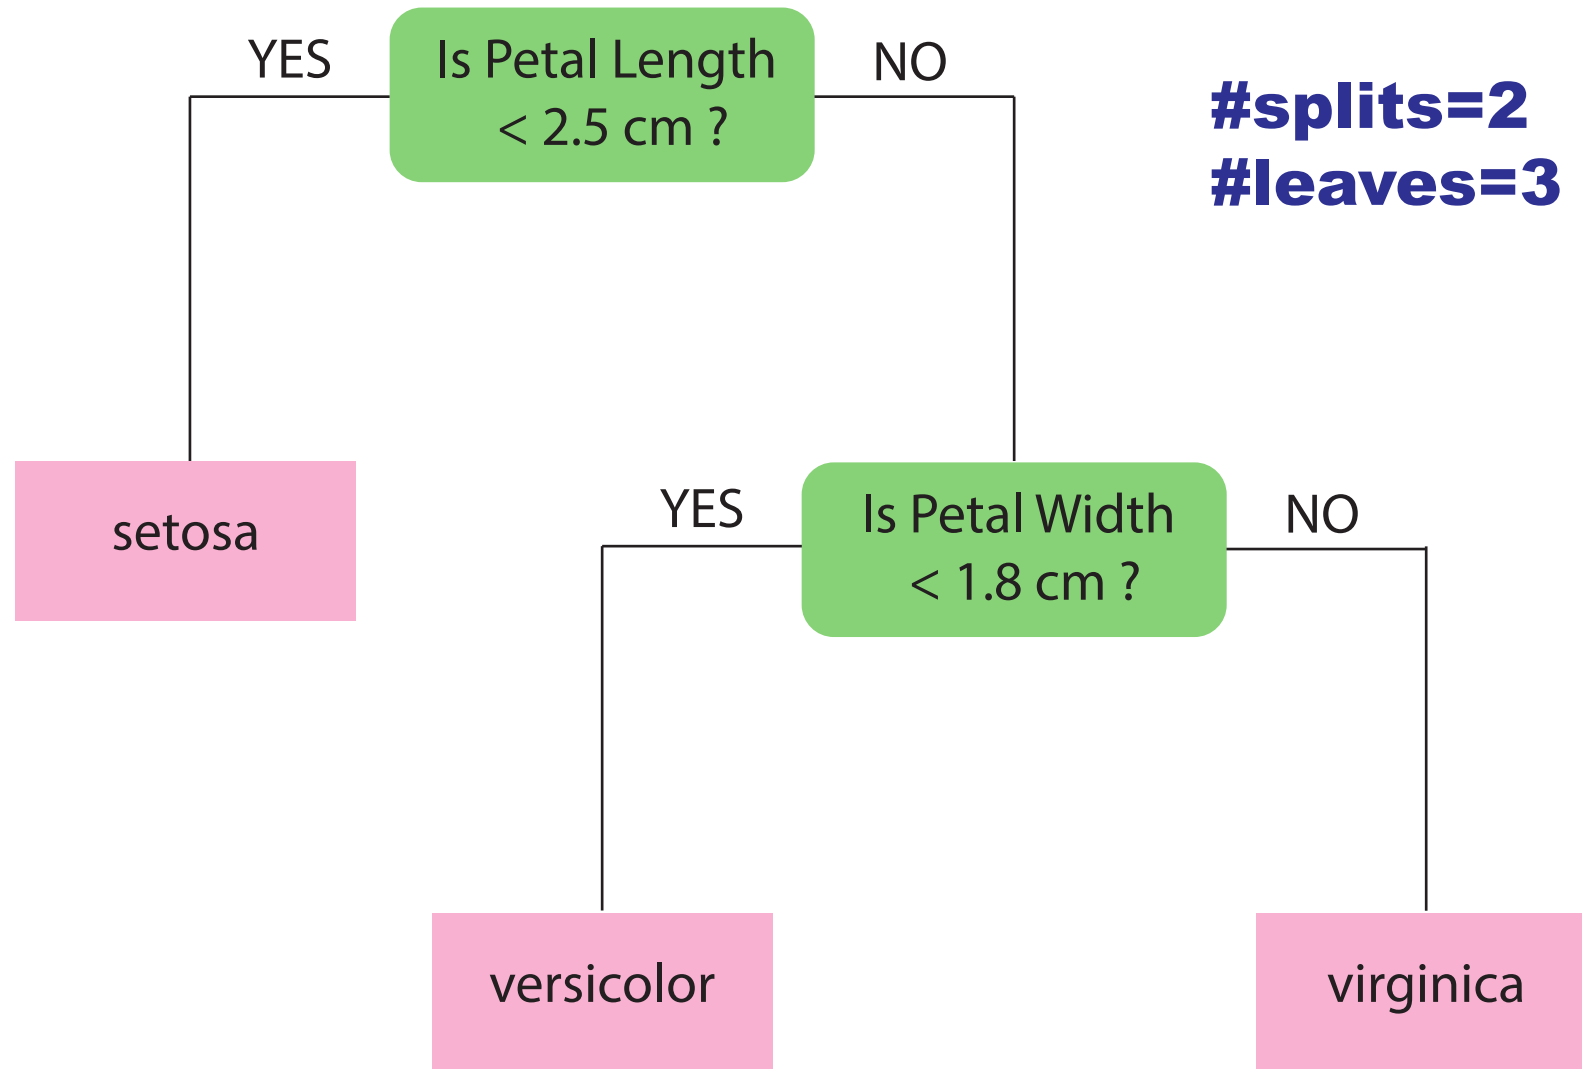 YES
Is Petal Length
< 2.5 cm ?
NO
#splits=2
#leaves=3
setosa
YES
Is Petal Width
< 1.8 cm ?
NO
versicolor
virginica